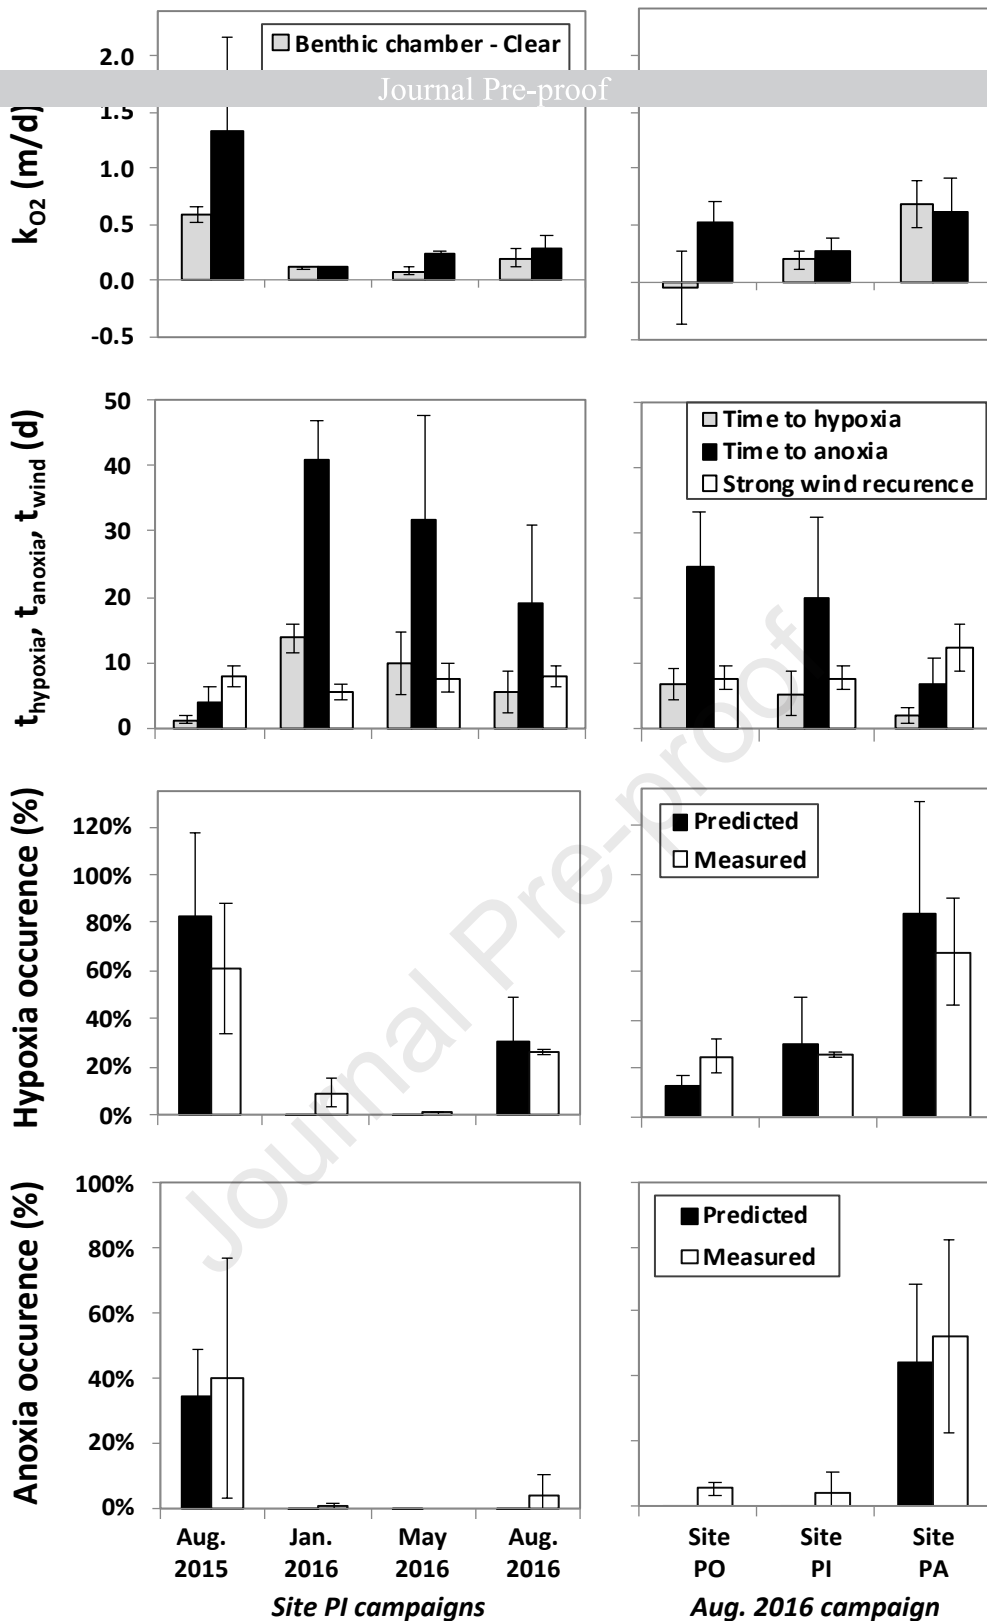 Benthic chamber - Clear
Journal Pre-proof
2.0
1.5
1.0
0.5
0.0
-0.5
kO2 (m/d)
50
40
30
20
10
0
thypoxia, tanoxia, twind (d)
Time to hypoxia
Time to anoxia
Strong wind recurence
120%
100%
80%
60%
40%
20%
0%
Hypoxia occurence (%)
Predicted
Measured
100%
80%
60%
40%
20%
0%
Anoxia occurence (%)
Predicted
Measured
Aug. 2015
Jan. 2016
May 2016
Aug. 2016
Site PI campaigns
Site PO
Site PI
Site PA
Aug. 2016 campaign
Journal Pre-proof